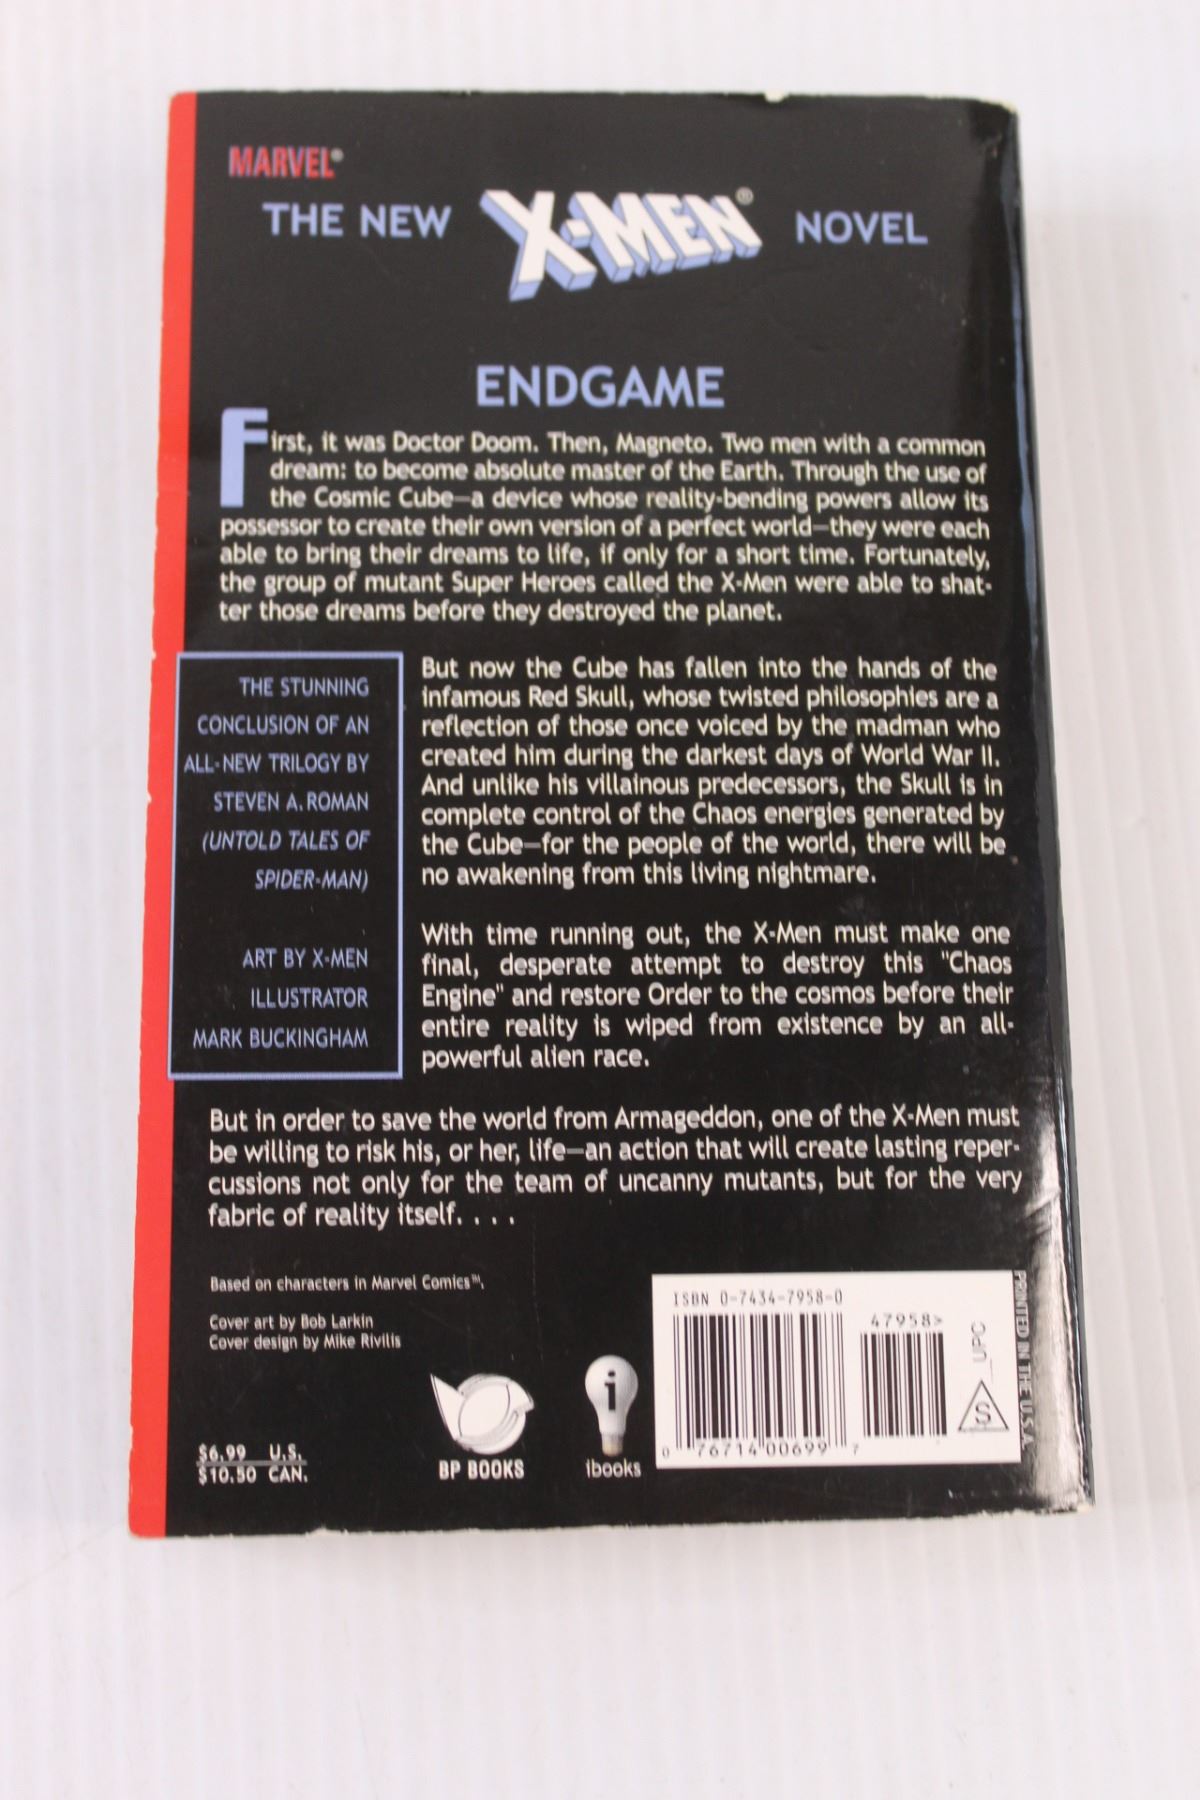 MARVEL®
THE NEW X-MEN® NOVEL
ENDGAME
First, it was Doctor Doom. Then, Magneto. Two men with a common
dream: to become absolute master of the Earth. Through the use of
the Cosmic Cube—a device whose reality-bending powers allow its
possessor to create their own version of a perfect world—they were each
able to bring their dreams to life, if only for a short time. Fortunately,
the group of mutant Super Heroes called the X-Men were able to shat-
ter those dreams before they destroyed the planet.
THE STUNNING
CONCLUSION OF AN
ALL-NEW TRILOGY BY
STEVEN A. ROMAN
(UNTOLD TALES OF
SPIDER-MAN)
ART BY X-MEN
ILLUSTRATOR
MARK BUCKINGHAM
But now the Cube has fallen into the hands of the
infamous Red Skull, whose twisted philosophies are a
reflection of those once voiced by the madman who
created him during the darkest days of World War II.
And unlike his villainous predecessors, the Skull is in
complete control of the Chaos energies generated by
the Cube—for the people of the world, there will be
no awakening from this living nightmare.
With time running out, the X-Men must make one
final, desperate attempt to destroy this "Chaos
Engine" and restore Order to the cosmos before their
entire reality is wiped from existence by an all-
powerful alien race.
But in order to save the world from Armageddon, one of the X-Men must
be willing to risk his, or her, life—an action that will create lasting reper-
cussions not only for the team of uncanny mutants, but for the very
fabric of reality itself. . . .
Based on characters in Marvel Comics™.
Cover art by Bob Larkin
Cover design by Mike Rivilis
$6.99 U.S.
$10.50 CAN.
BP BOOKS
i
ibooks
ISBN 0-7434-7958-0
47958>
0 76714 00699 7
UPC
S
PRINTED IN THE U.S.A.